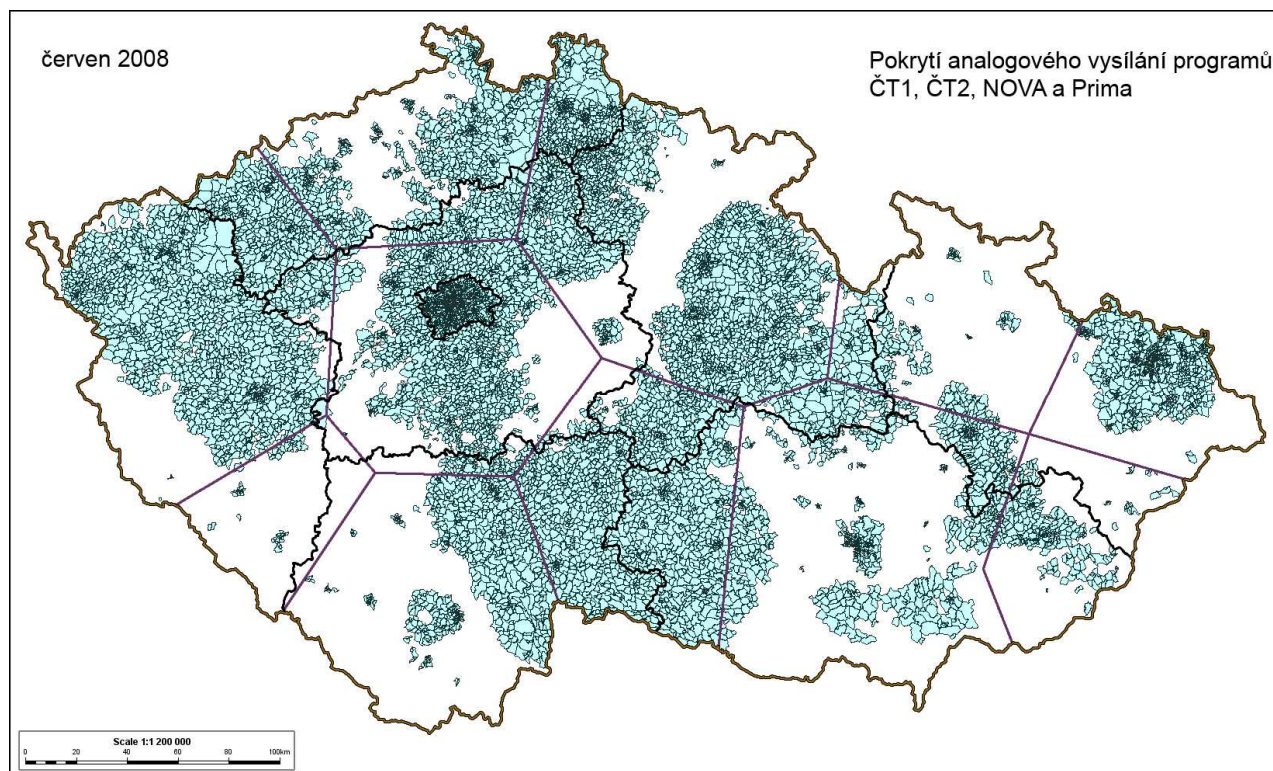 červen 2008
Pokrytí analogového vysílání programů
ČT1, ČT2, NOVA a Prima
Scale 1:1 200 000
0 20 40 60 80 100km